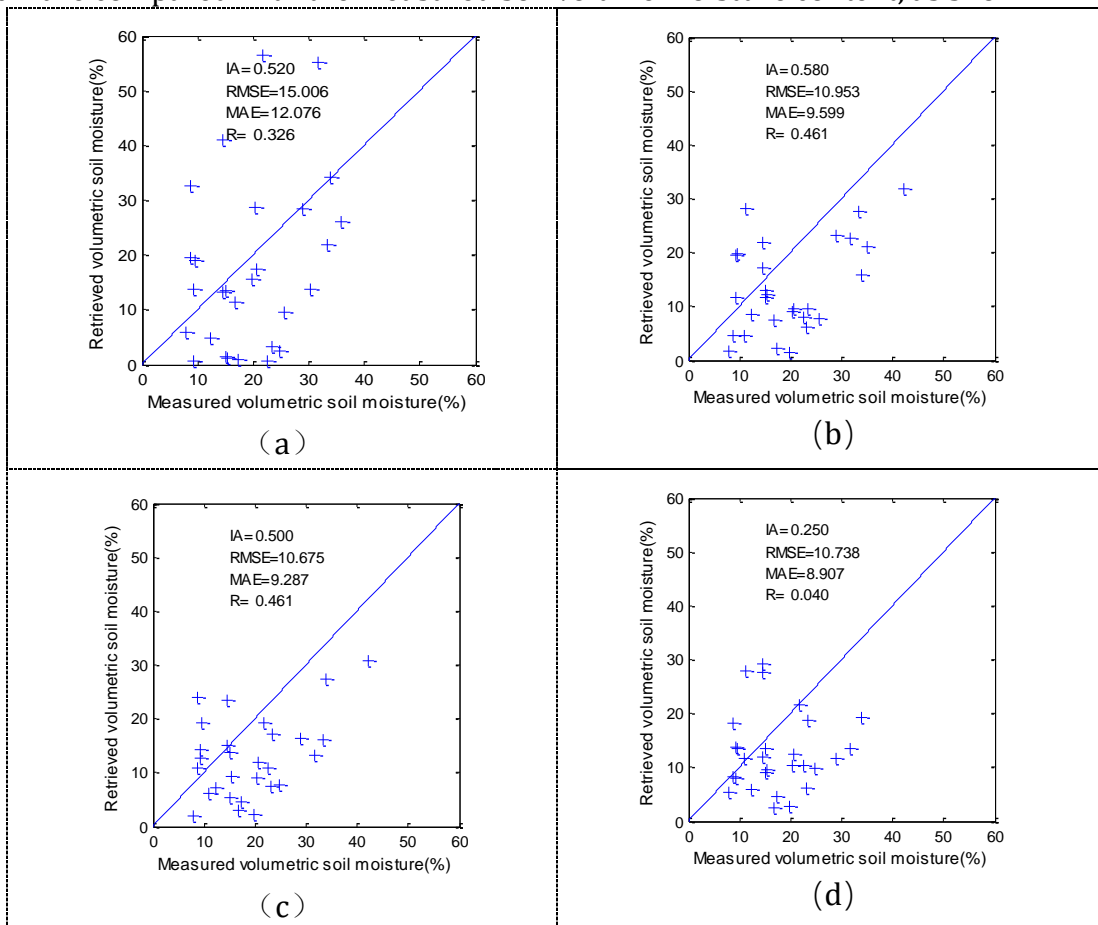 60
50
40
30
20
10
0
Retrieved volumetric soil moisture(%)
IA=0.520
RMSE=15.006
MAE=12.076
R= 0.326
0 10 20 30 40 50 60
Measured volumetric soil moisture(%)
（a）
60
50
40
30
20
10
0
Retrieved volumetric soil moisture(%)
IA=0.580
RMSE=10.953
MAE=9.599
R= 0.461
0 10 20 30 40 50 60
Measured volumetric soil moisture(%)
(b)
60
50
40
30
20
10
0
Retrieved volumetric soil moisture(%)
IA=0.500
RMSE=10.675
MAE=9.287
R= 0.461
0 10 20 30 40 50 60
Measured volumetric soil moisture(%)
（c）
60
50
40
30
20
10
0
Retrieved volumetric soil moisture(%)
IA=0.250
RMSE=10.738
MAE=8.907
R= 0.040
0 10 20 30 40 50 60
Measured volumetric soil moisture(%)
(d)